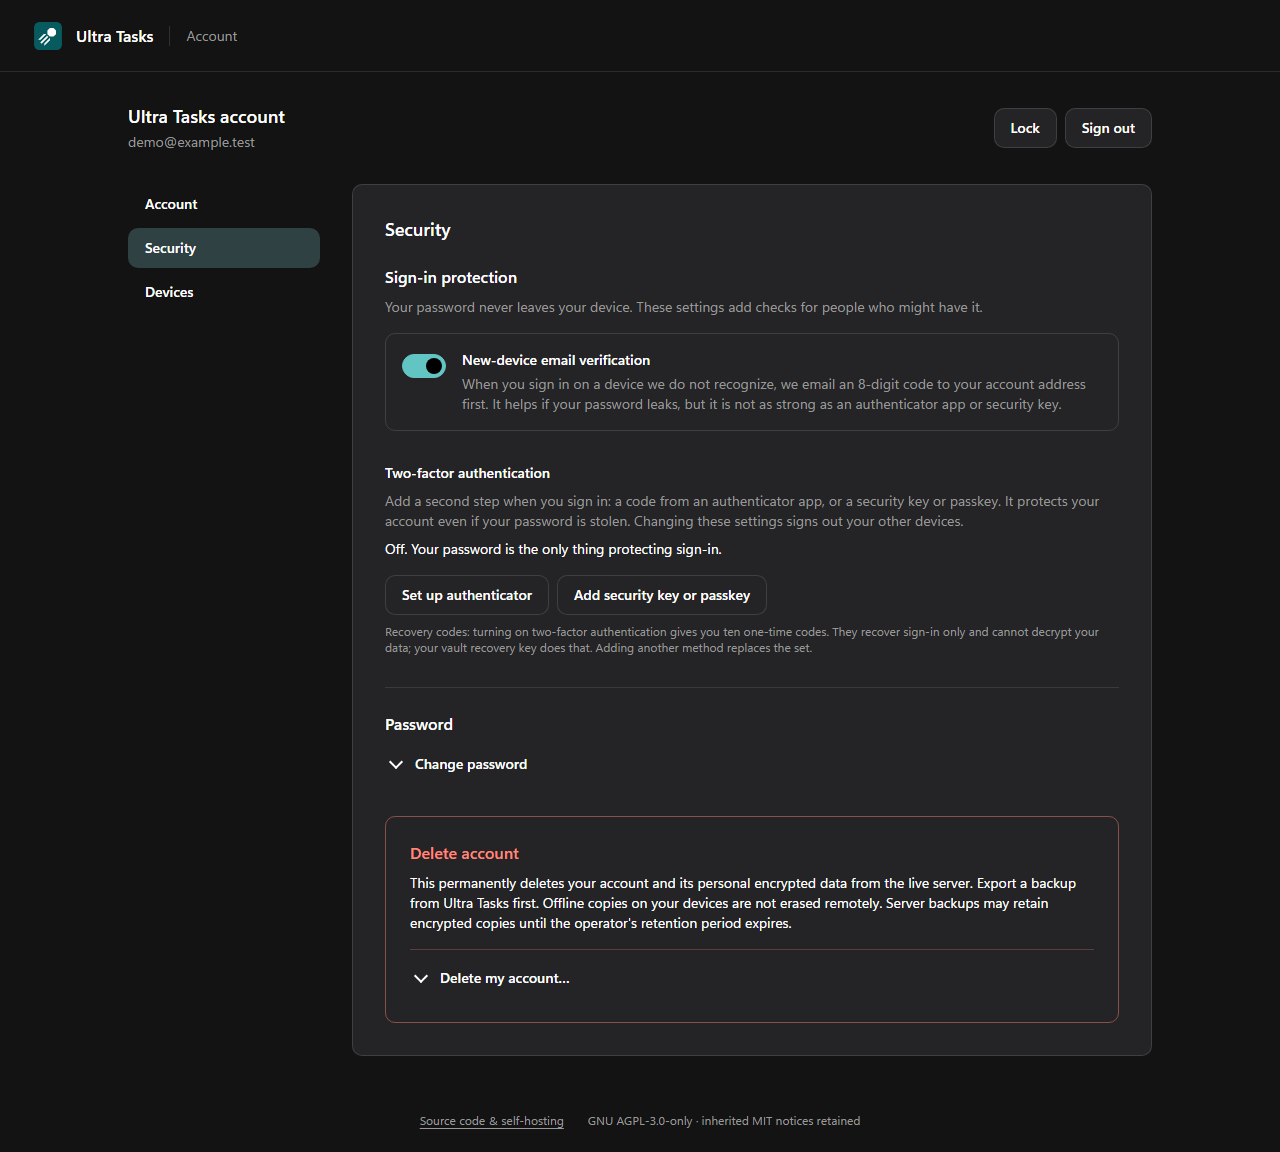 Ultra Tasks
Account
Ultra Tasks account
demo@example.test
Lock
Sign out
Account
Security
Devices
Security
Sign-in protection
Your password never leaves your device. These settings add checks for people who might have it.
New-device email verification
When you sign in on a device we do not recognize, we email an 8-digit code to your account address
first. It helps if your password leaks, but it is not as strong as an authenticator app or security key.
Two-factor authentication
Add a second step when you sign in: a code from an authenticator app, or a security key or passkey. It protects your
account even if your password is stolen. Changing these settings signs out your other devices.
Off. Your password is the only thing protecting sign-in.
Set up authenticator
Add security key or passkey
Recovery codes: turning on two-factor authentication gives you ten one-time codes. They recover sign-in only and cannot decrypt your
data; your vault recovery key does that. Adding another method replaces the set.
Password
Change password
Delete account
This permanently deletes your account and its personal encrypted data from the live server. Export a backup
from Ultra Tasks first. Offline copies on your devices are not erased remotely. Server backups may retain
encrypted copies until the operator's retention period expires.
Delete my account...
Source code & self-hosting
GNU AGPL-3.0-only · inherited MIT notices retained